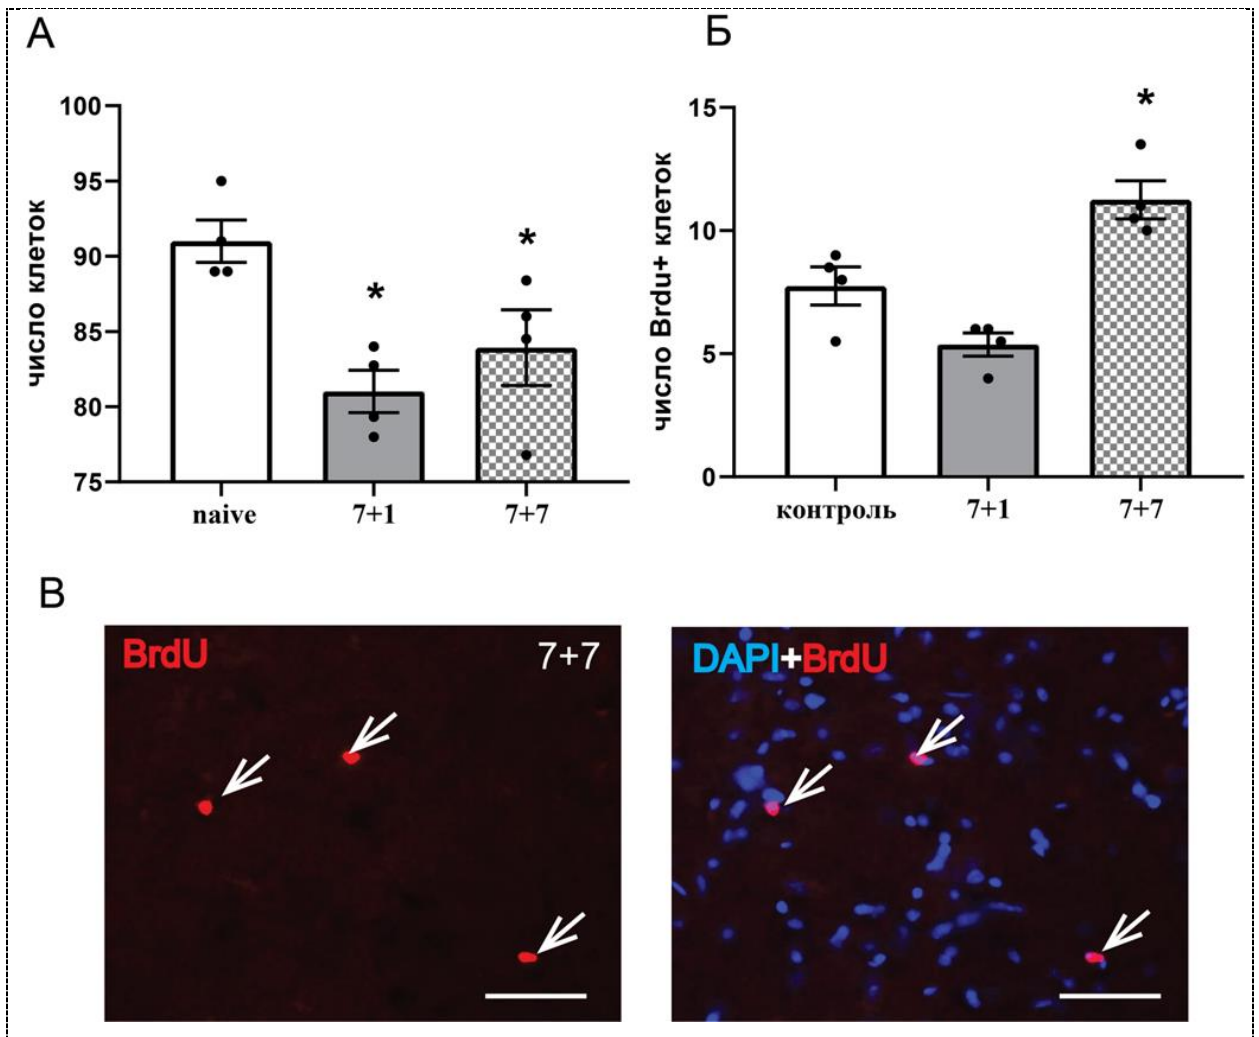 А
число клеток
100
95
90
85
80
75
*
*
naive
7+1
7+7
Б
число Brdu+ клеток
15
10
5
0
*
контроль
7+1
7+7
В
BrdU
7+7
DAPI+BrdU